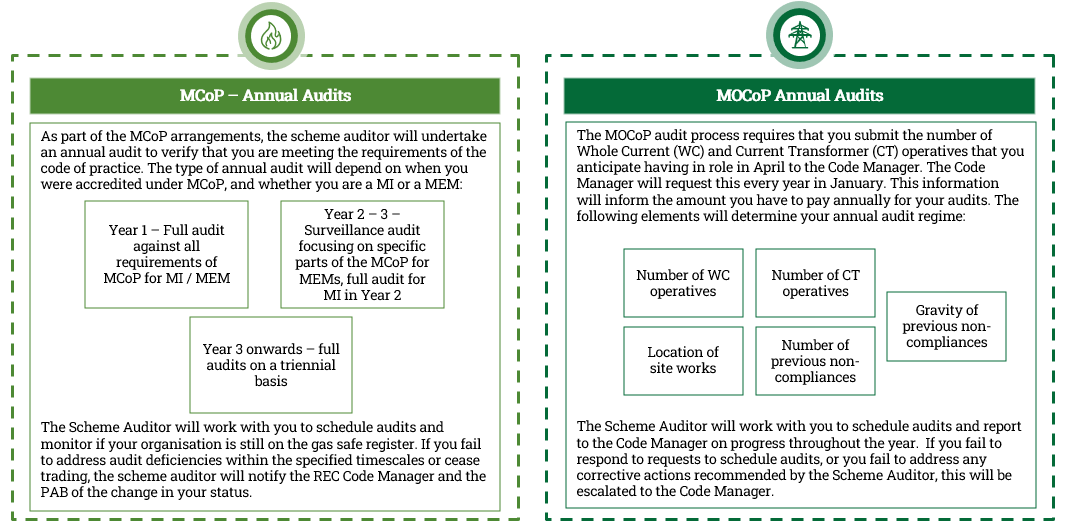 MCoP – Annual Audits
As part of the MCoP arrangements, the scheme auditor will undertake
an annual audit to verify that you are meeting the requirements of the
code of practice. The type of annual audit will depend on when you
were accredited under MCoP, and whether you are a MI or a MEM:
Year 1 – Full audit
against all
requirements of
MCoP for MI / MEM
Year 2 – 3 –
Surveillance audit
focusing on specific
parts of the MCoP for
MEMs, full audit for
MI in Year 2
Year 3 onwards – full
audits on a triennial
basis
The Scheme Auditor will work with you to schedule audits and
monitor if your organisation is still on the gas safe register. If you fail
to address audit deficiencies within the specified timescales or cease
trading, the scheme auditor will notify the REC Code Manager and the
PAB of the change in your status.
MOCoP Annual Audits
The MOCoP audit process requires that you submit the number of
Whole Current (WC) and Current Transformer (CT) operatives that you
anticipate having in role in April to the Code Manager. The Code
Manager will request this every year in January. This information
will inform the amount you have to pay annually for your audits. The
following elements will determine your annual audit regime:
Number of WC
operatives
Number of CT
operatives
Gravity of
previous non-
compliances
Location of
site works
Number of
previous non-
compliances
The Scheme Auditor will work with you to schedule audits and report
to the Code Manager on progress throughout the year.  If you fail to
respond to requests to schedule audits, or you fail to address any
corrective actions recommended by the Scheme Auditor, this will be
escalated to the Code Manager.